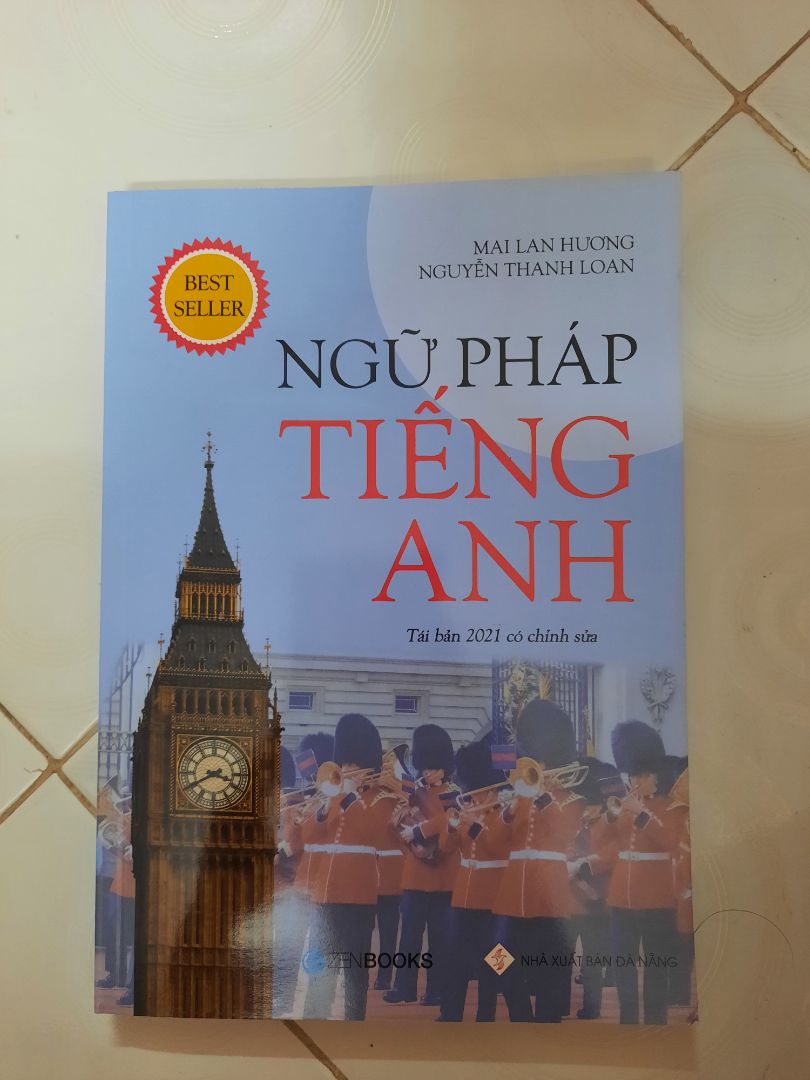 MAI LAN HƯƠNG
NGUYỄN THANH LOAN
BEST
SELLER
NGỮ PHÁP
TIẾNG
ANH
Tái bản 2021 có chỉnh sửa
ZENBOOKS
NHÀ XUẤT BẢN ĐÀ NẴNG